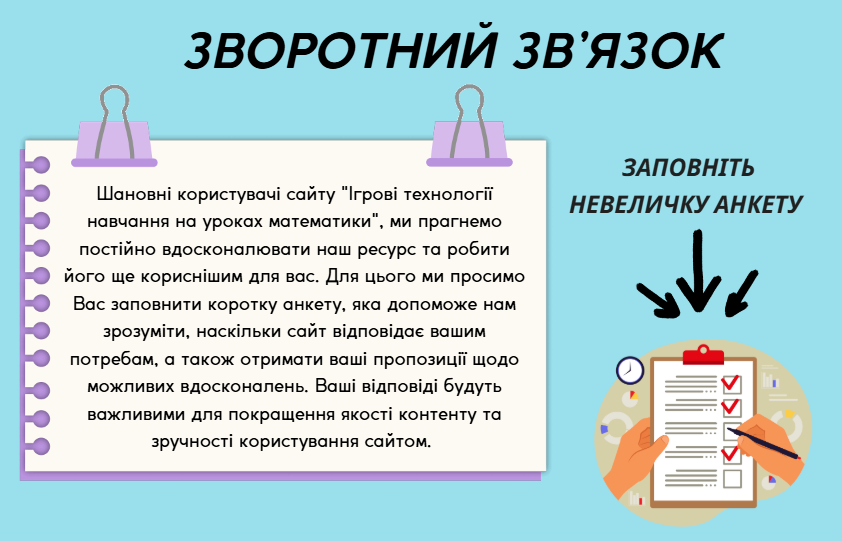 ЗВОРОТНИЙ ЗВ'ЯЗОК
Шановні користувачі сайту "Ігрові технології
навчання на уроках математики", ми прагнемо
постійно вдосконалювати наш ресурс та робити
його ще кориснішим для вас. Для цього ми просимо
Вас заповнити коротку анкету, яка допоможе нам
зрозуміти, наскільки сайт відповідає вашим
потребам, а також отримати ваші пропозиції щодо
можливих вдосконалень. Ваші відповіді будуть
важливими для покращення якості контенту та
зручності користування сайтом.
ЗАПОВНІТЬ
НЕВЕЛИЧКУ АНКЕТУ